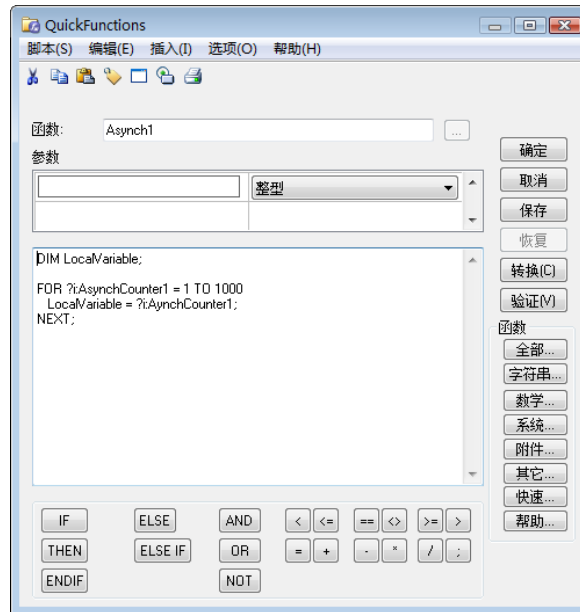 QuickFunctions
脚本(S) 编辑(E) 插入(I) 选项(O) 帮助(H)
函数: Asynch1 ...
参数
整型
确定
取消
保存
恢复
转换(C)
验证(V)
DIM LocalVariable;
FOR ?i:AsynchCounter1 = 1 TO 1000
LocalVariable = ?i:AynchCounter1;
NEXT;
函数
全部...
字符串...
数学...
系统...
附件...
其它...
快速...
帮助...
IF ELSE AND < <= == <> >= >
THEN ELSE IF OR = + - * / ;
ENDIF NOT